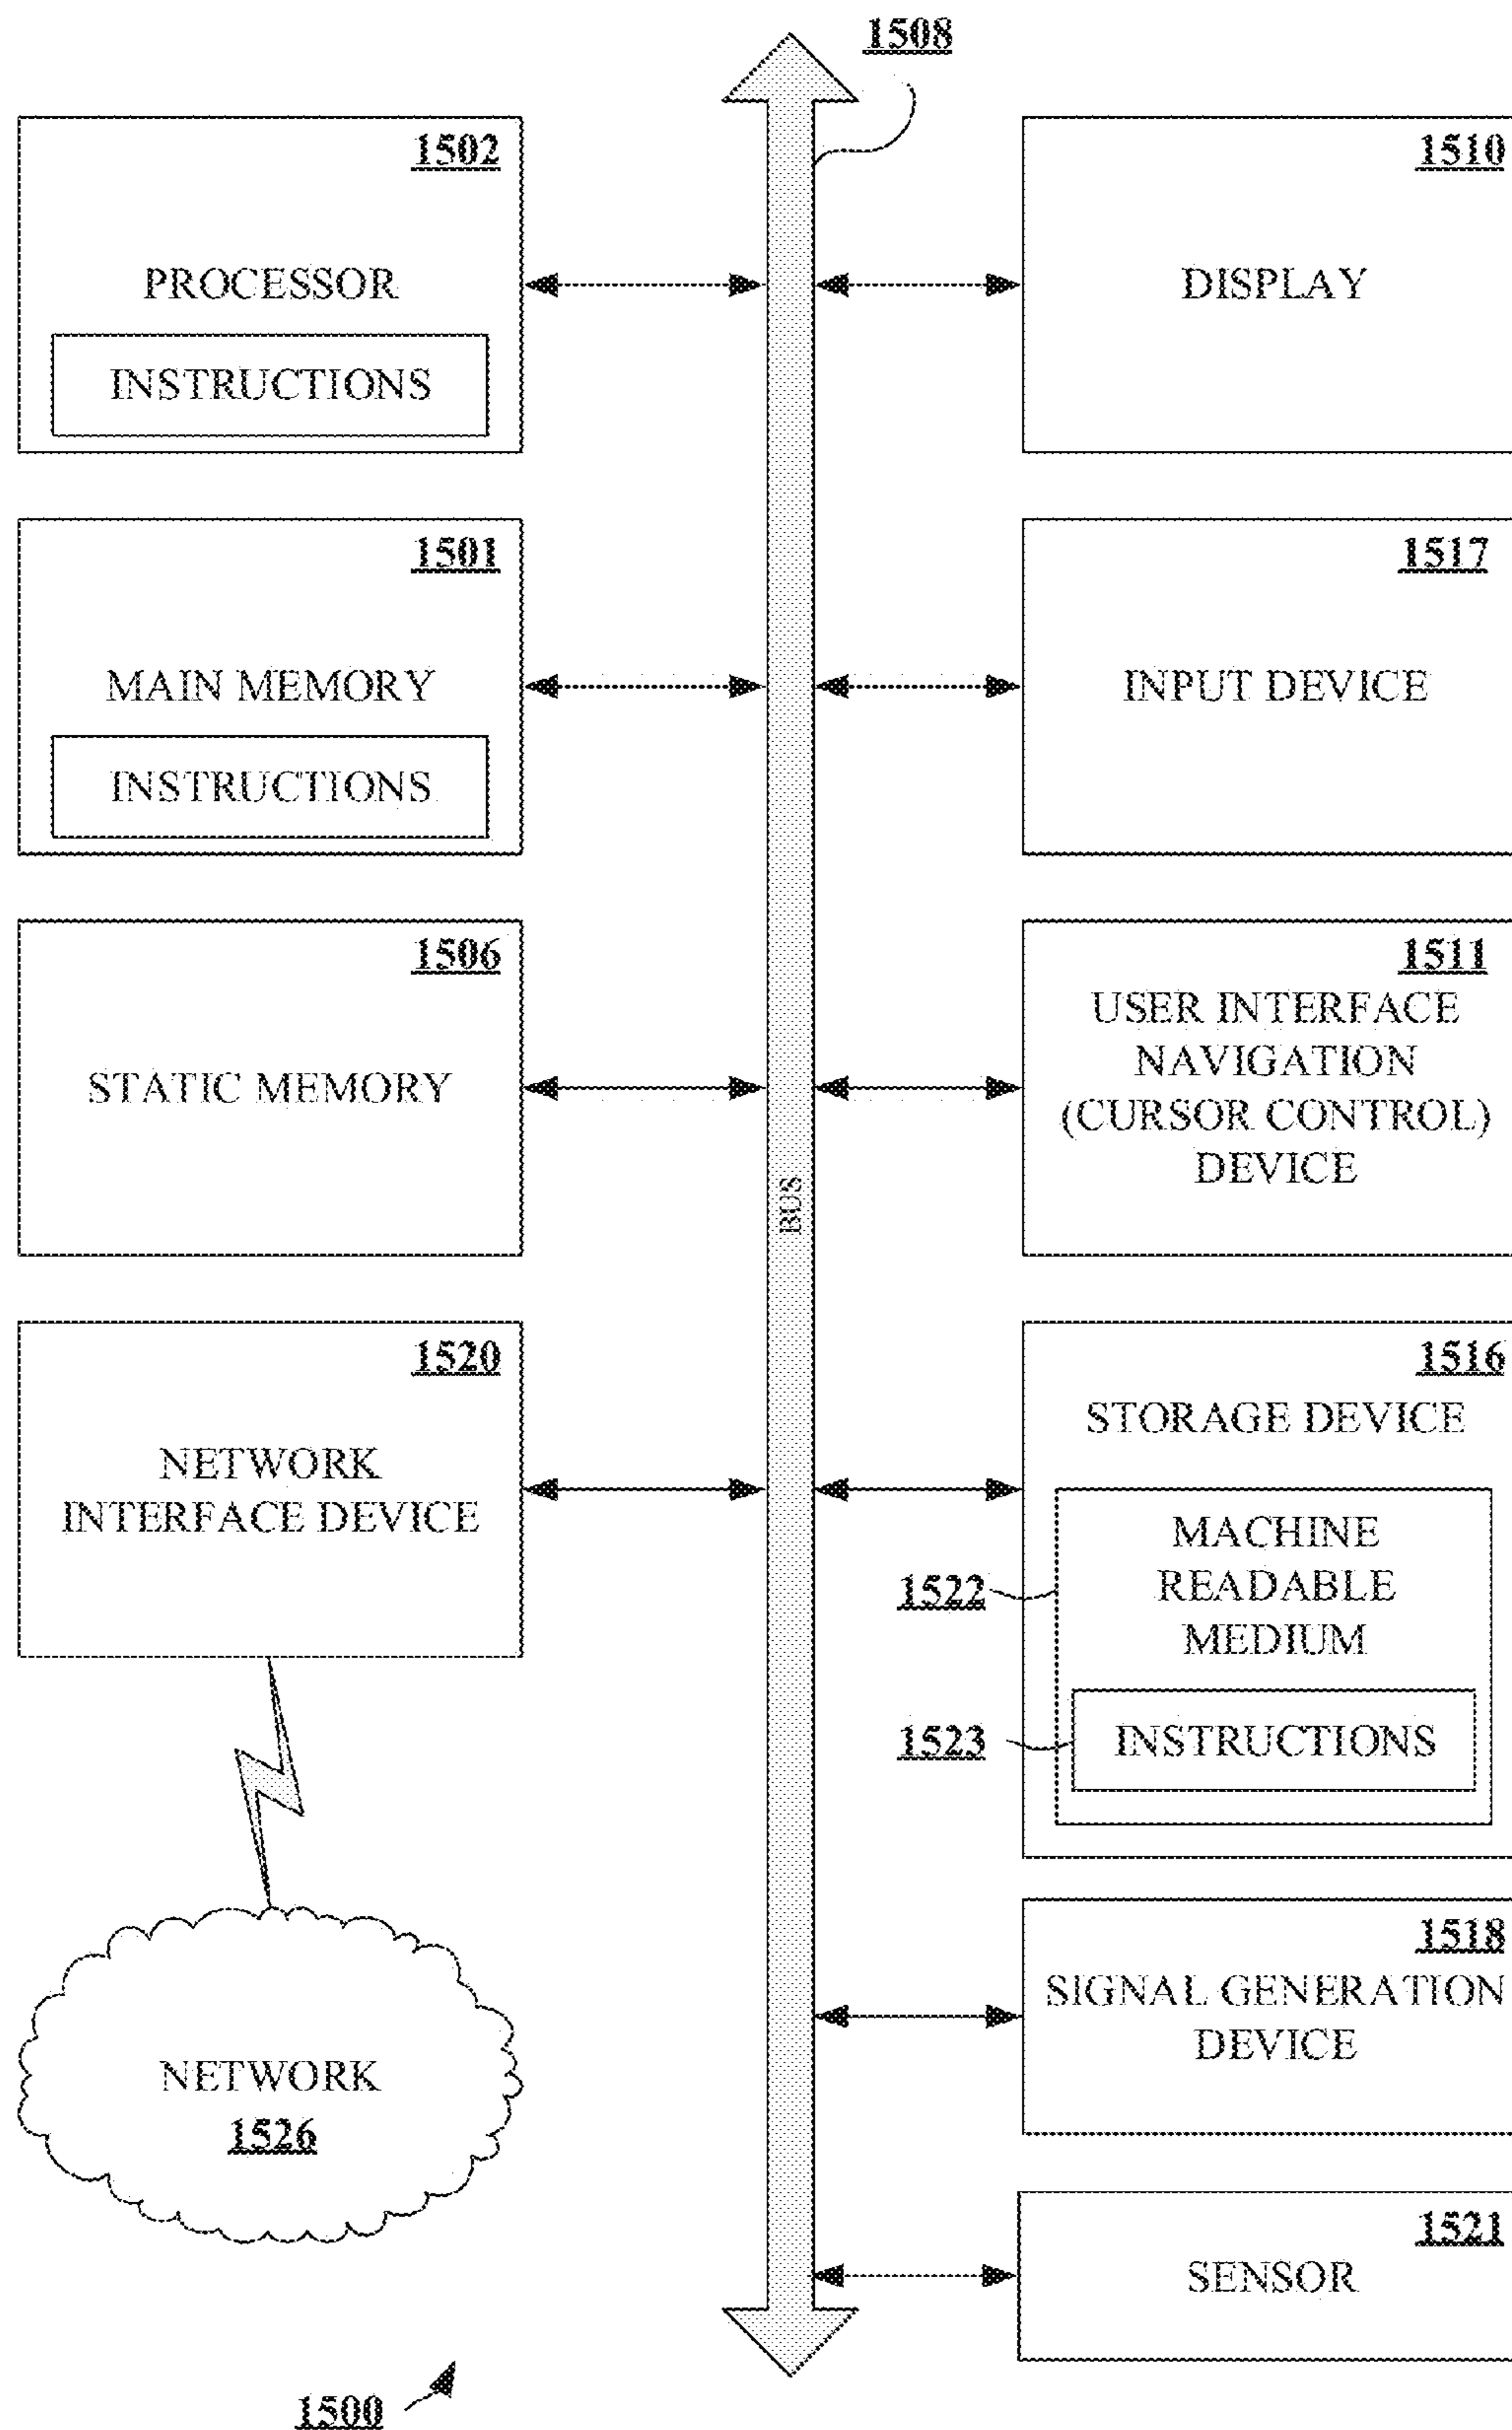 1508
1502
PROCESSOR
INSTRUCTIONS
1510
DISPLAY
1501
MAIN MEMORY
INSTRUCTIONS
1517
INPUT DEVICE
1506
STATIC MEMORY
1511
USER INTERFACE
NAVIGATION
(CURSOR CONTROL)
DEVICE
BUS
1520
NETWORK
INTERFACE DEVICE
1516
STORAGE DEVICE
MACHINE
READABLE
MEDIUM
1522
INSTRUCTIONS
1523
1518
SIGNAL GENERATION
DEVICE
NETWORK
1526
1521
SENSOR
1500